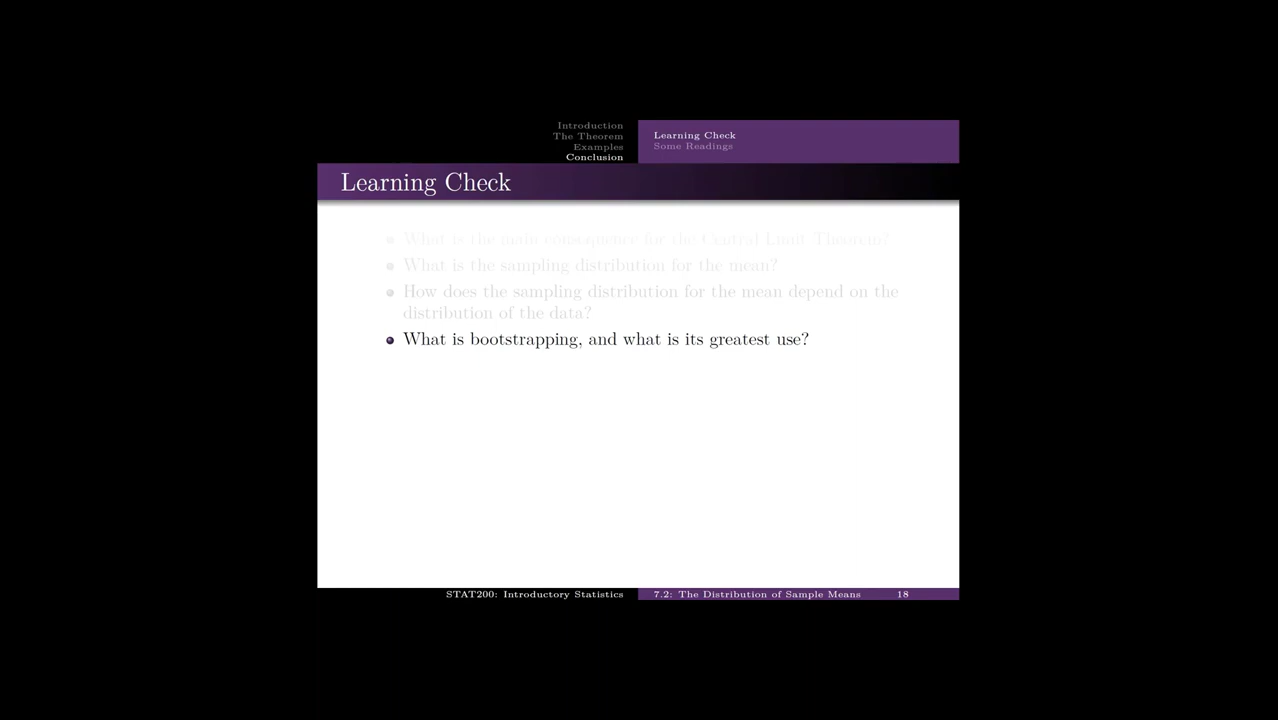 Introduction
The Theorem
Examples
Conclusion
Learning Check
Some Readings
Learning Check
What is the main consequence for the Central Limit Theorem?
What is the sampling distribution for the mean?
How does the sampling distribution for the mean depend on the
distribution of the data?
What is bootstrapping, and what is its greatest use?
STAT200: Introductory Statistics
7.2: The Distribution of Sample Means
18